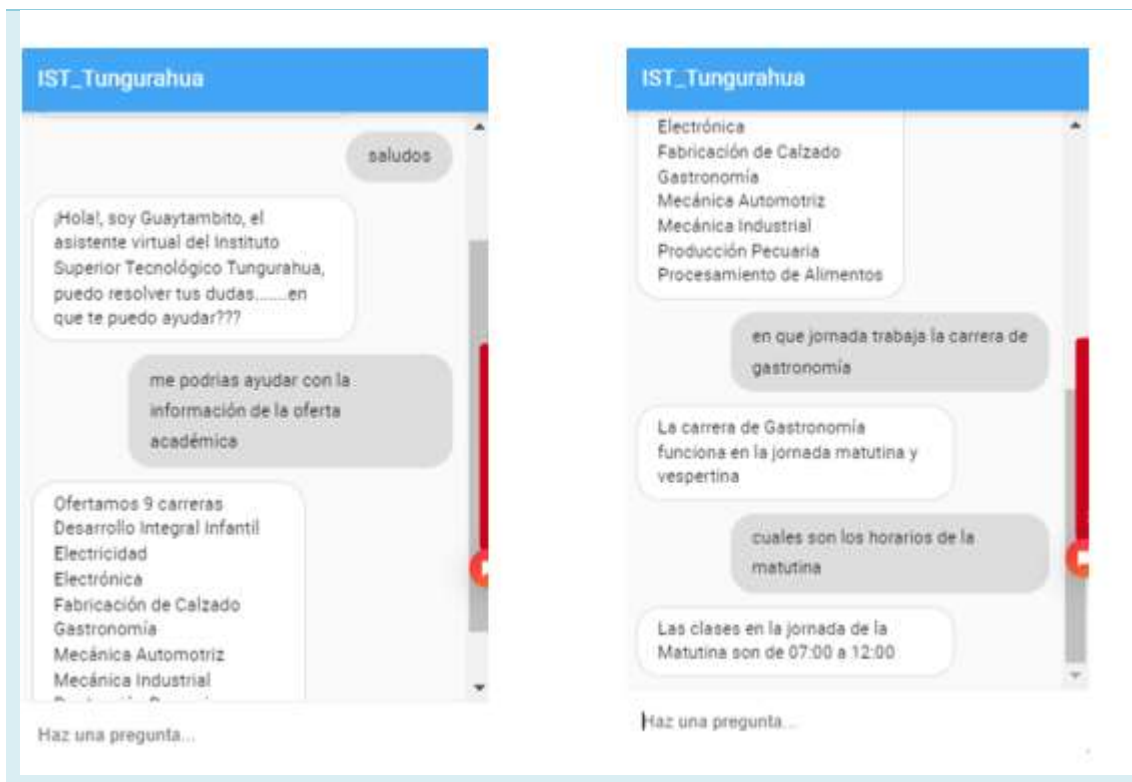 IST_Tungurahua
saludos
¡Hola!, soy Guaytambito, el
asistente virtual del Instituto
Superior Tecnológico Tungurahua,
puedo resolver tus dudas.......en
que te puedo ayudar???
me podrias ayudar con la
información de la oferta
académica
Ofertamos 9 carreras
Desarrollo Integral Infantil
Electricidad
Electrónica
Fabricación de Calzado
Gastronomía
Mecánica Automotriz
Mecánica Industrial
Haz una pregunta...
IST_Tungurahua
Electrónica
Fabricación de Calzado
Gastronomía
Mecánica Automotriz
Mecánica Industrial
Producción Pecuaria
Procesamiento de Alimentos
en que jornada trabaja la carrera de
gastronomía
La carrera de Gastronomía
funciona en la jornada matutina y
vespertina
cuales son los horarios de la
matutina
Las clases en la jornada de la
Matutina son de 07:00 a 12:00
Haz una pregunta...